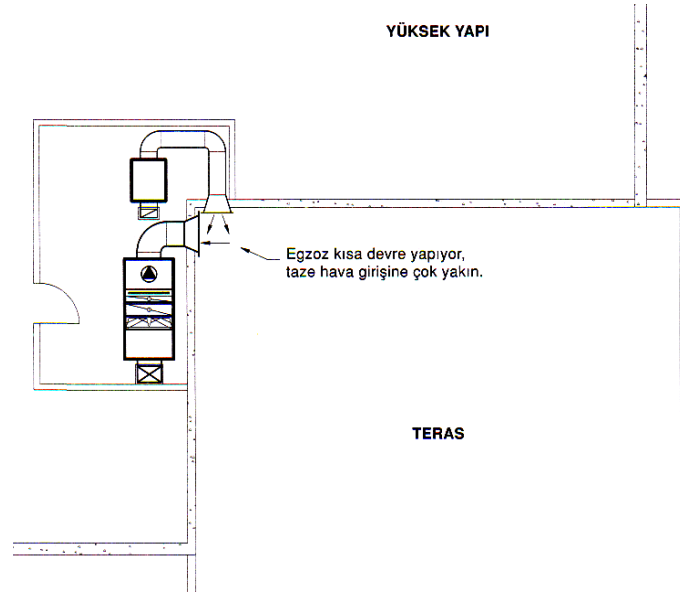 YÜKSEK YAPI
Egzoz kısa devre yapıyor,
taze hava girişine çok yakın.
TERAS